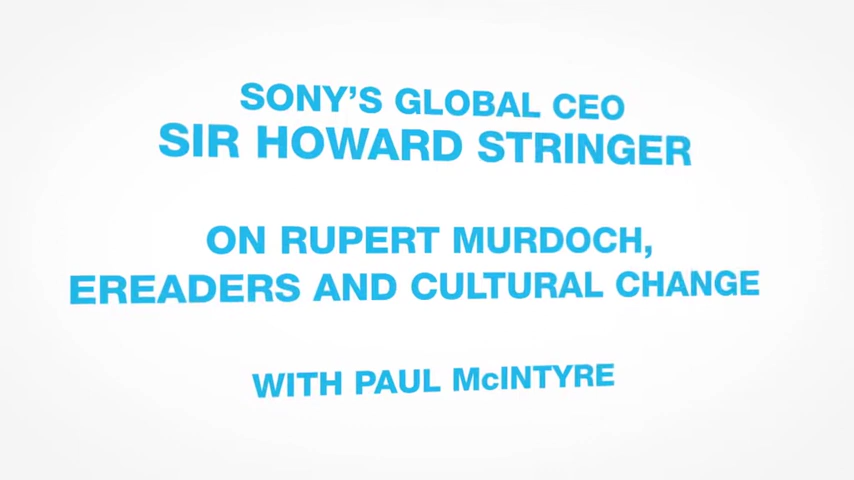 SONY'S GLOBAL CEO
SIR HOWARD STRINGER
ON RUPERT MURDOCH,
EREADERS AND CULTURAL CHANGE
WITH PAUL McINTYRE